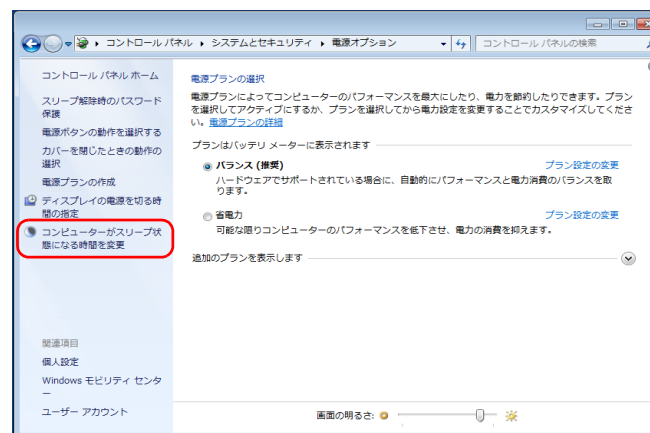 コントロール パネル ▸ システムとセキュリティ ▸ 電源オプション
コントロール パネルの検索
コントロール パネル ホーム
スリープ解除時のパスワード
保護
電源ボタンの動作を選択する
カバーを閉じたときの動作の
選択
電源プランの作成
ディスプレイの電源を切る時
間の指定
コンピューターがスリープ状
態になる時間を変更
関連項目
個人設定
Windows モビリティ センタ
ー
ユーザー アカウント
電源プランの選択
電源プランによってコンピューターのパフォーマンスを最大にしたり、電力を節約したりできます。プラン
を選択してアクティブにするか、プランを選択してから電力設定を変更することでカスタマイズしてくださ
い。電源プランの詳細
プランはバッテリ メーターに表示されます
バランス (推奨) プラン設定の変更
ハードウェアでサポートされている場合に、自動的にパフォーマンスと電力消費のバランスを取
ります。
省電力 プラン設定の変更
可能な限りコンピューターのパフォーマンスを低下させ、電力の消費を抑えます。
追加のプランを表示します
画面の明るさ: